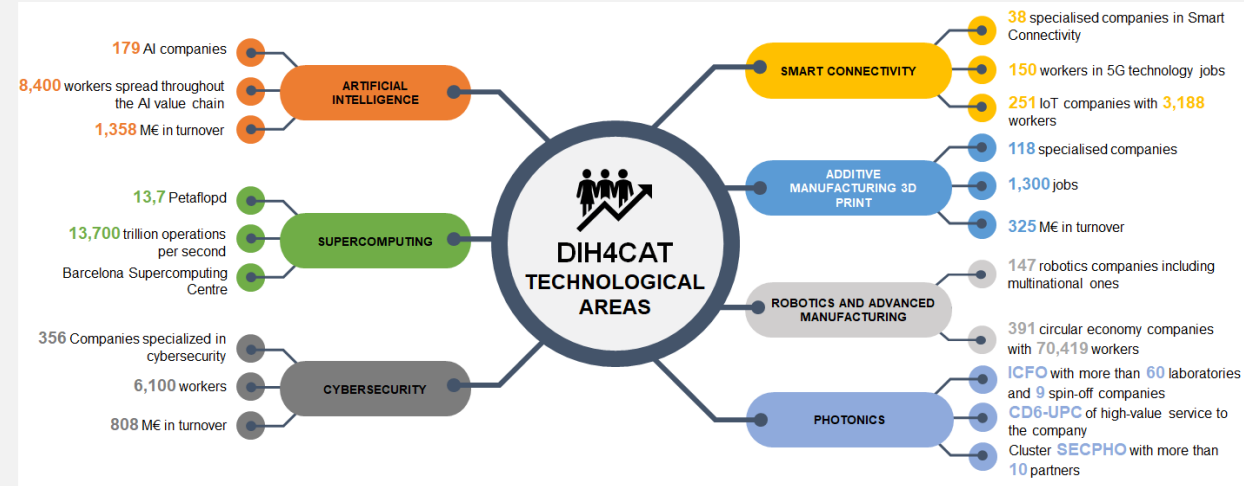 179 AI companies
8,400 workers spread throughout
the AI value chain
1,358 M€ in turnover
ARTIFICIAL
INTELLIGENCE
13,7 Petaflopd
13,700 trillion operations
per second
Barcelona Supercomputing
Centre
SUPERCOMPUTING
356 Companies specialized in
cybersecurity
6,100 workers
808 M€ in turnover
CYBERSECURITY
DIH4CAT
TECHNOLOGICAL
AREAS
SMART CONNECTIVITY
38 specialised companies in Smart
Connectivity
150 workers in 5G technology jobs
251 IoT companies with 3,188
workers
ADDITIVE
MANUFACTURING 3D
PRINT
118 specialised companies
1,300 jobs
325 M€ in turnover
ROBOTICS AND ADVANCED
MANUFACTURING
147 robotics companies including
multinational ones
391 circular economy companies
with 70,419 workers
PHOTONICS
ICFO with more than 60 laboratories
and 9 spin-off companies
CD6-UPC of high-value service to
the company
Cluster SECPHO with more than
10 partners